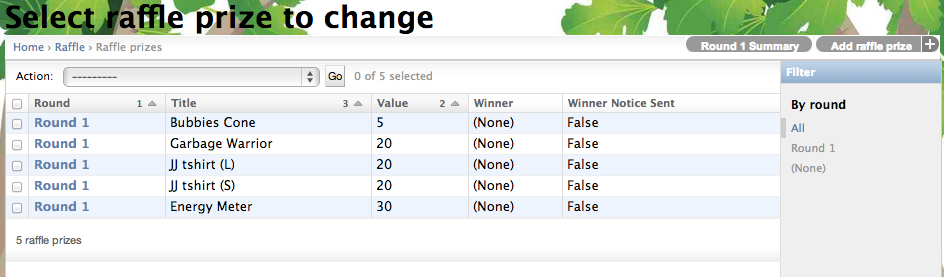 Select raffle prize to change
Home › Raffle › Raffle prizes
Round 1 Summary
Add raffle prize +
Action: --------- Go 0 of 5 selected
Filter
Round 1 Title 3 Value 2 Winner Winner Notice Sent
Round 1 Bubbies Cone 5 (None) False
Round 1 Garbage Warrior 20 (None) False
Round 1 JJ tshirt (L) 20 (None) False
Round 1 JJ tshirt (S) 20 (None) False
Round 1 Energy Meter 30 (None) False
5 raffle prizes
By round
All
Round 1
(None)